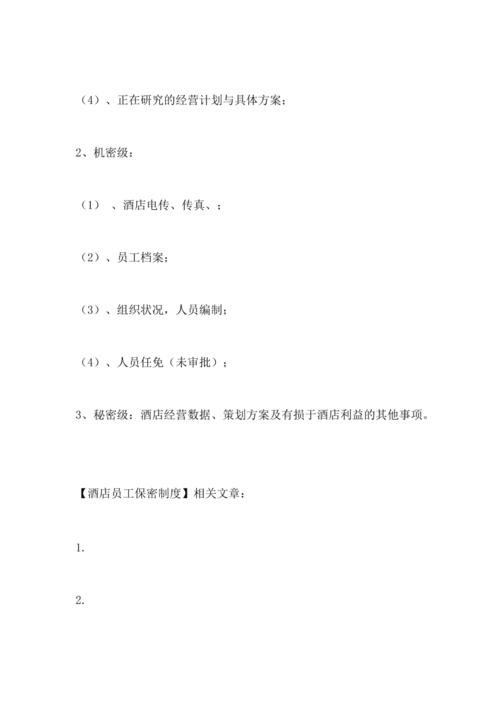 （4）、正在研究的经营计划与具体方案；
2、机密级：
（1） 、酒店电传、传真、；
（2）、员工档案；
（3）、组织状况，人员编制；
（4）、人员任免（未审批）；
3、秘密级：酒店经营数据、策划方案及有损于酒店利益的其他事项。
【酒店员工保密制度】相关文章：
1.
2.